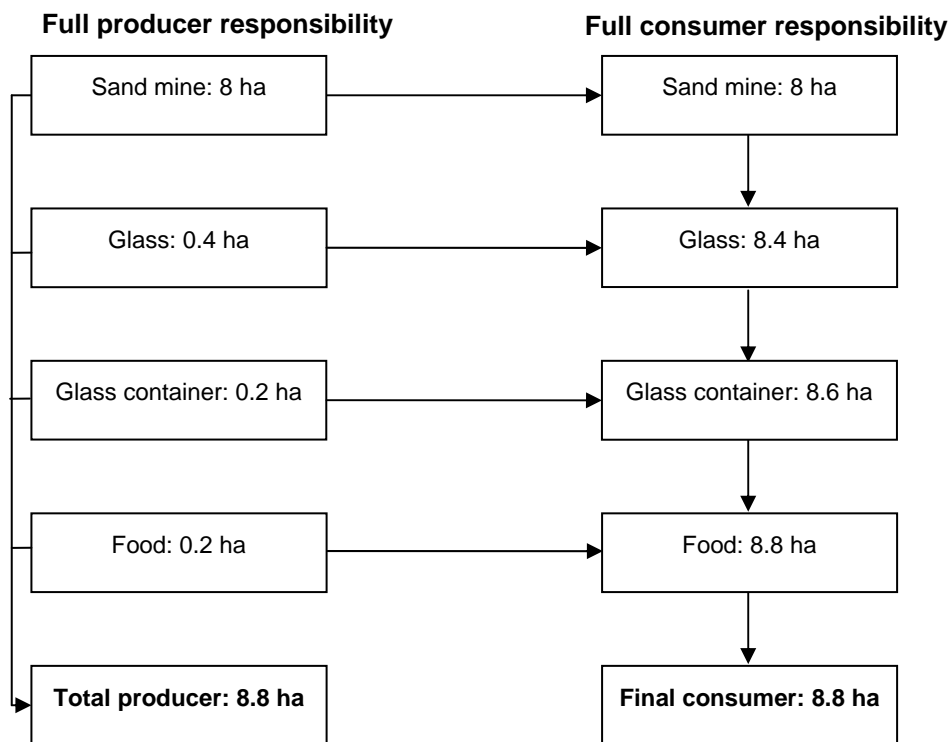 Full producer responsibility
Full consumer responsibility
Sand mine: 8 ha
Sand mine: 8 ha
Glass: 0.4 ha
Glass: 8.4 ha
Glass container: 0.2 ha
Glass container: 8.6 ha
Food: 0.2 ha
Food: 8.8 ha
Total producer: 8.8 ha
Final consumer: 8.8 ha